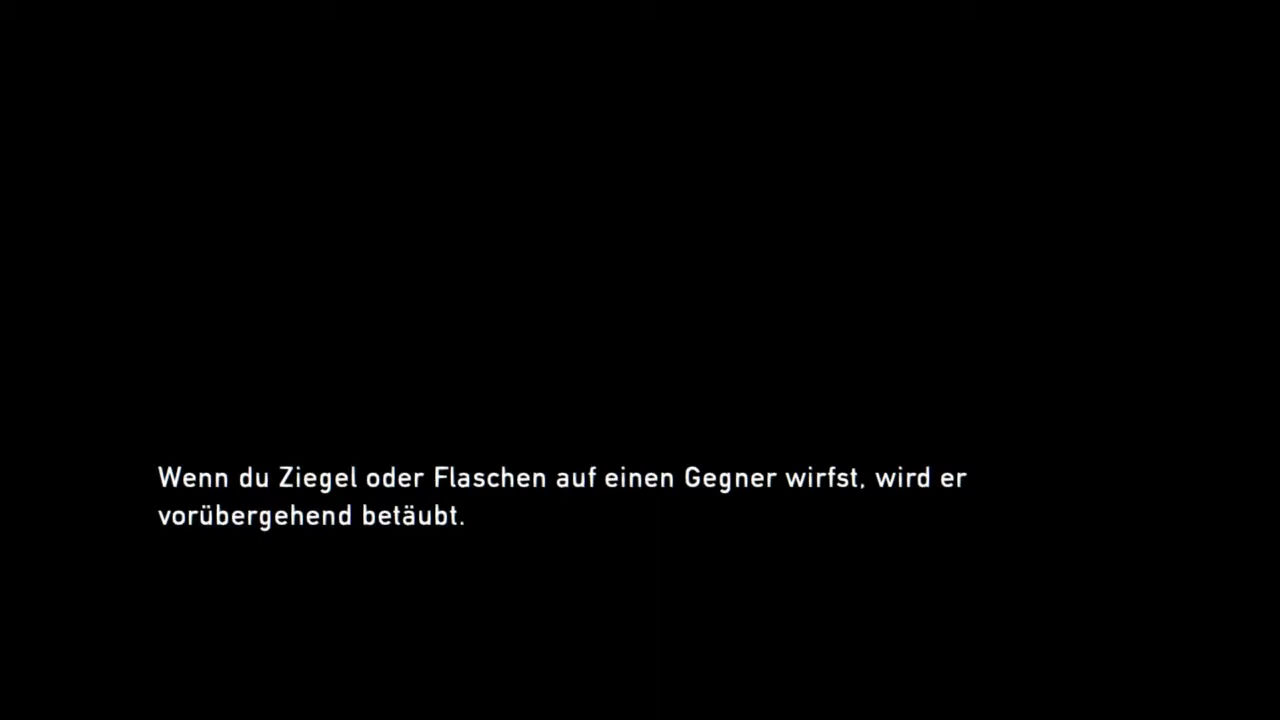 Wenn du Ziegel oder Flaschen auf einen Gegner wirfst, wird er
vorübergehend betäubt.